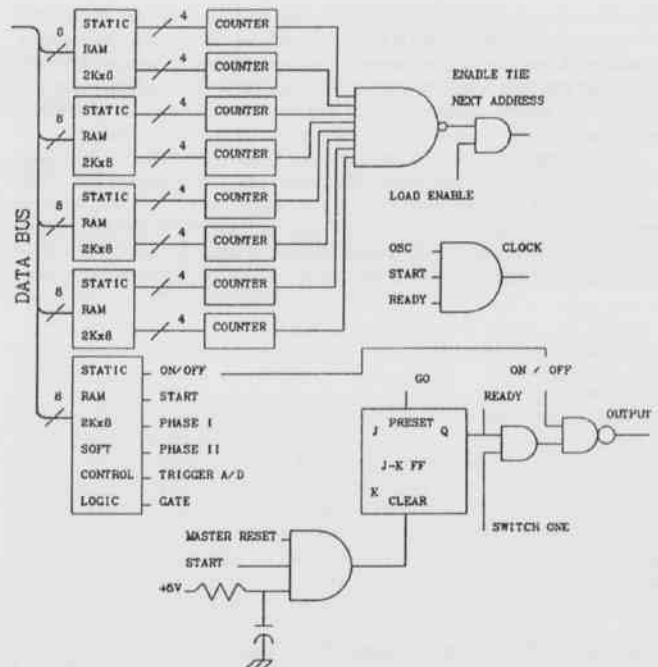 DATA BUS
8
STATIC
RAM
2Kx8
4
COUNTER
4
COUNTER
8
STATIC
RAM
2Kx8
4
COUNTER
4
COUNTER
8
STATIC
RAM
2Kx8
4
COUNTER
4
COUNTER
8
STATIC
RAM
2Kx8
4
COUNTER
4
COUNTER
ENABLE THE
NEXT ADDRESS
LOAD ENABLE
OSC
START
READY
CLOCK
8
STATIC
RAM
2Kx8
SOFT
CONTROL
LOGIC
ON/OFF
START
PHASE I
PHASE II
TRIGGER A/D
GATE
GO
PRESET
J
Q
J-K FF
K
CLEAR
READY
ON / OFF
OUTPUT
SWITCH ONE
MASTER RESET
START
+5V